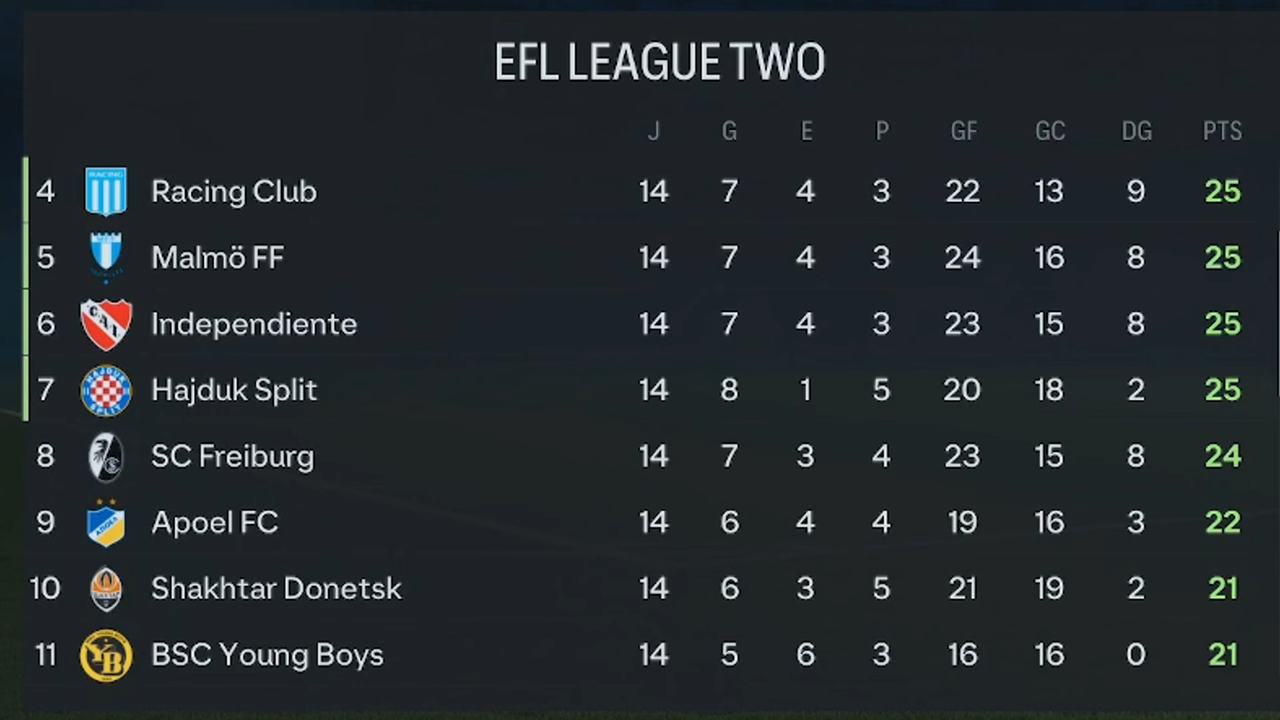 EFL LEAGUE TWO
J G E P GF GC DG PTS
4 Racing Club 14 7 4 3 22 13 9 25
5 Malmö FF 14 7 4 3 24 16 8 25
6 Independiente 14 7 4 3 23 15 8 25
7 Hajduk Split 14 8 1 5 20 18 2 25
8 SC Freiburg 14 7 3 4 23 15 8 24
9 Apoel FC 14 6 4 4 19 16 3 22
10 Shakhtar Donetsk 14 6 3 5 21 19 2 21
11 BSC Young Boys 14 5 6 3 16 16 0 21